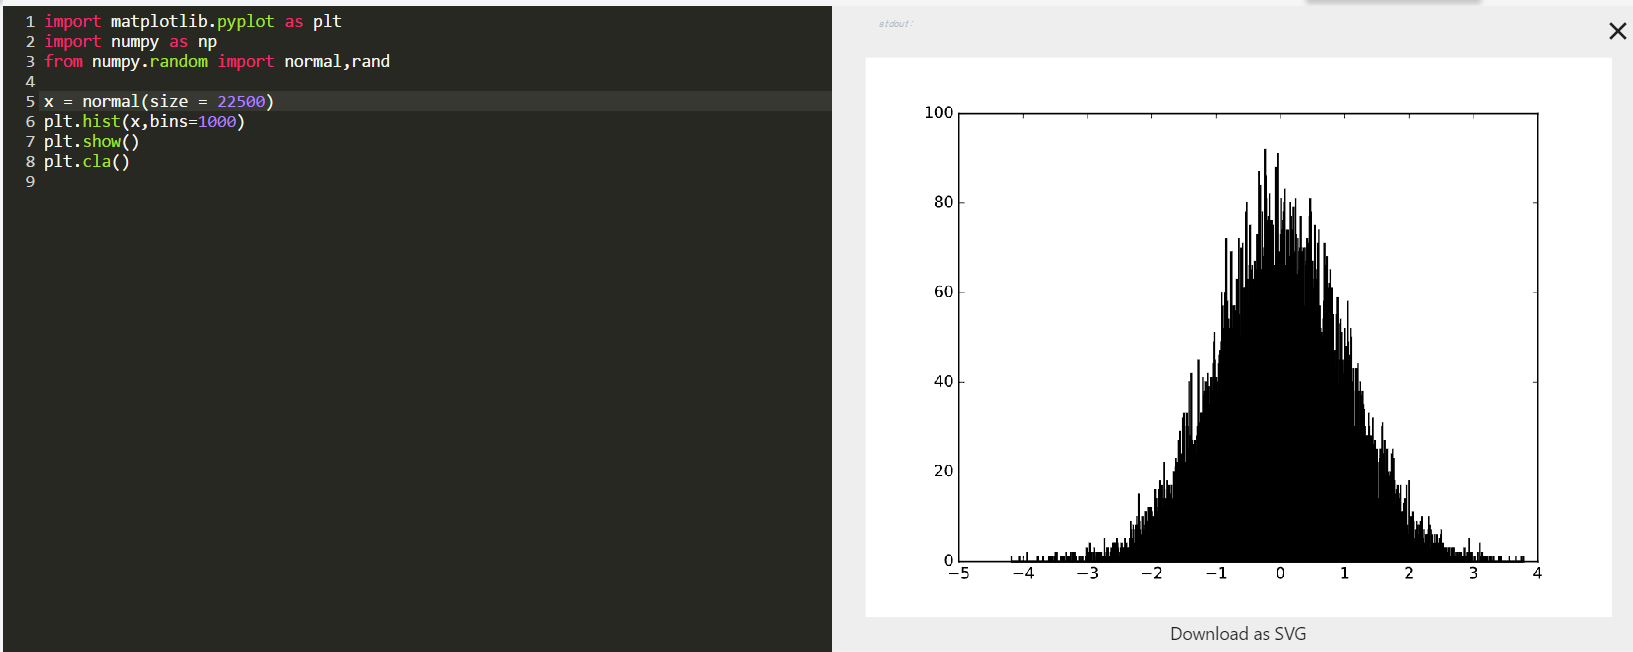 1 import matplotlib.pyplot as plt
2 import numpy as np
3 from numpy.random import normal,rand
4
5 x = normal(size = 22500)
6 plt.hist(x,bins=1000)
7 plt.show()
8 plt.cla()
9
stdout:
100
80
60
40
20
0
−5 −4 −3 −2 −1 0 1 2 3 4
Download as SVG